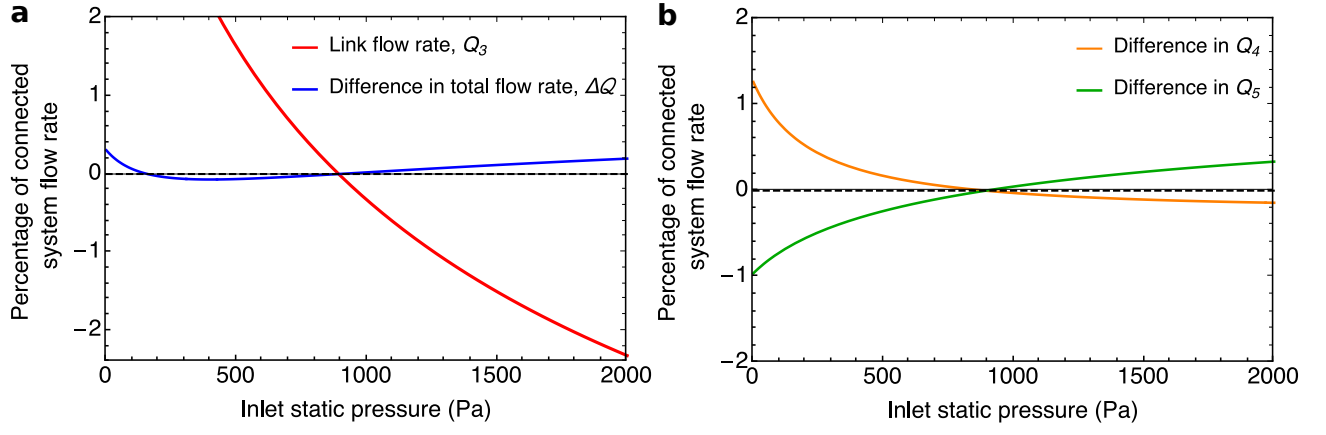 a
Percentage of connected
system flow rate
2
1
0
−1
−2
Link flow rate, Q3
Difference in total flow rate, ΔQ
0
500
1000
1500
2000
Inlet static pressure (Pa)
b
Percentage of connected
system flow rate
2
1
0
−1
−2
Difference in Q4
Difference in Q5
0
500
1000
1500
2000
Inlet static pressure (Pa)